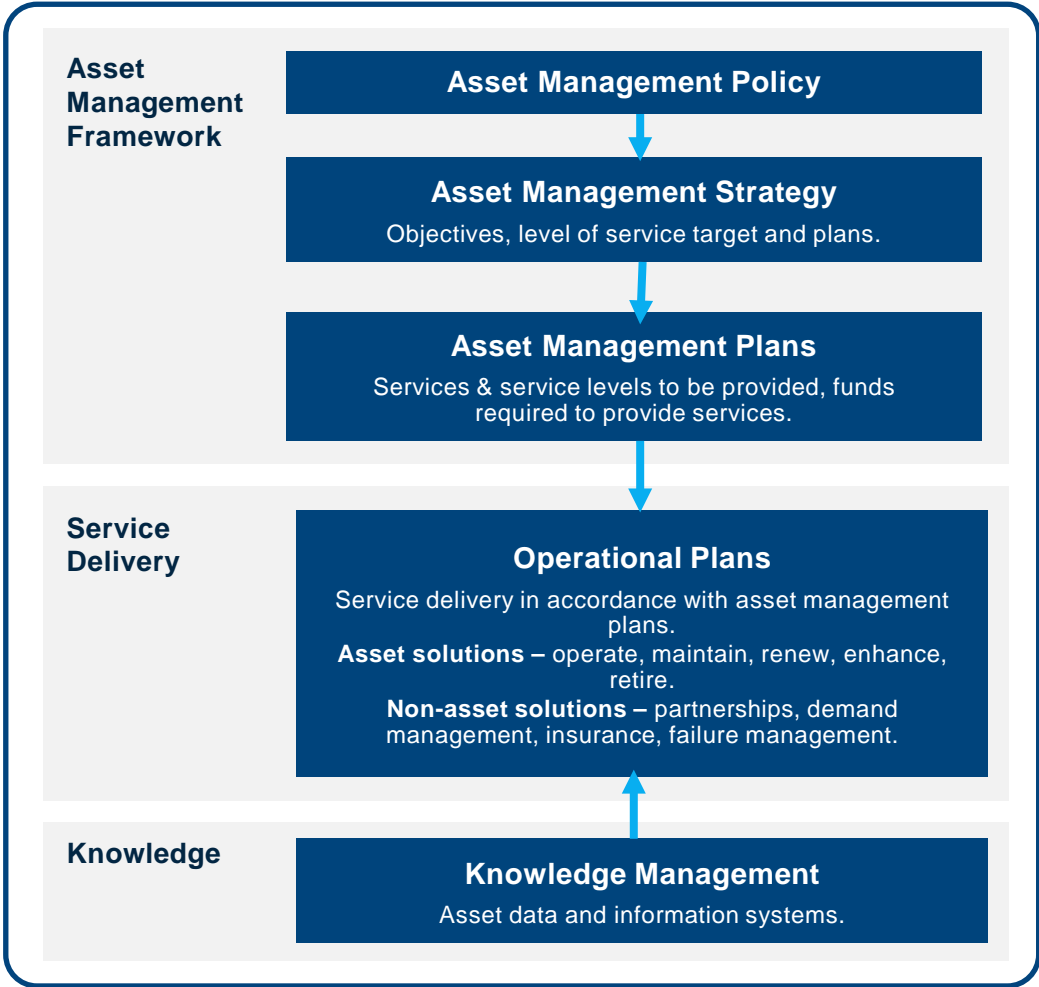 Asset
Management
Framework
Asset Management Policy
Asset Management Strategy
Objectives, level of service target and plans.
Asset Management Plans
Services & service levels to be provided, funds
required to provide services.
Service
Delivery
Operational Plans
Service delivery in accordance with asset management
plans.
Asset solutions – operate, maintain, renew, enhance,
retire.
Non-asset solutions – partnerships, demand
management, insurance, failure management.
Knowledge
Knowledge Management
Asset data and information systems.